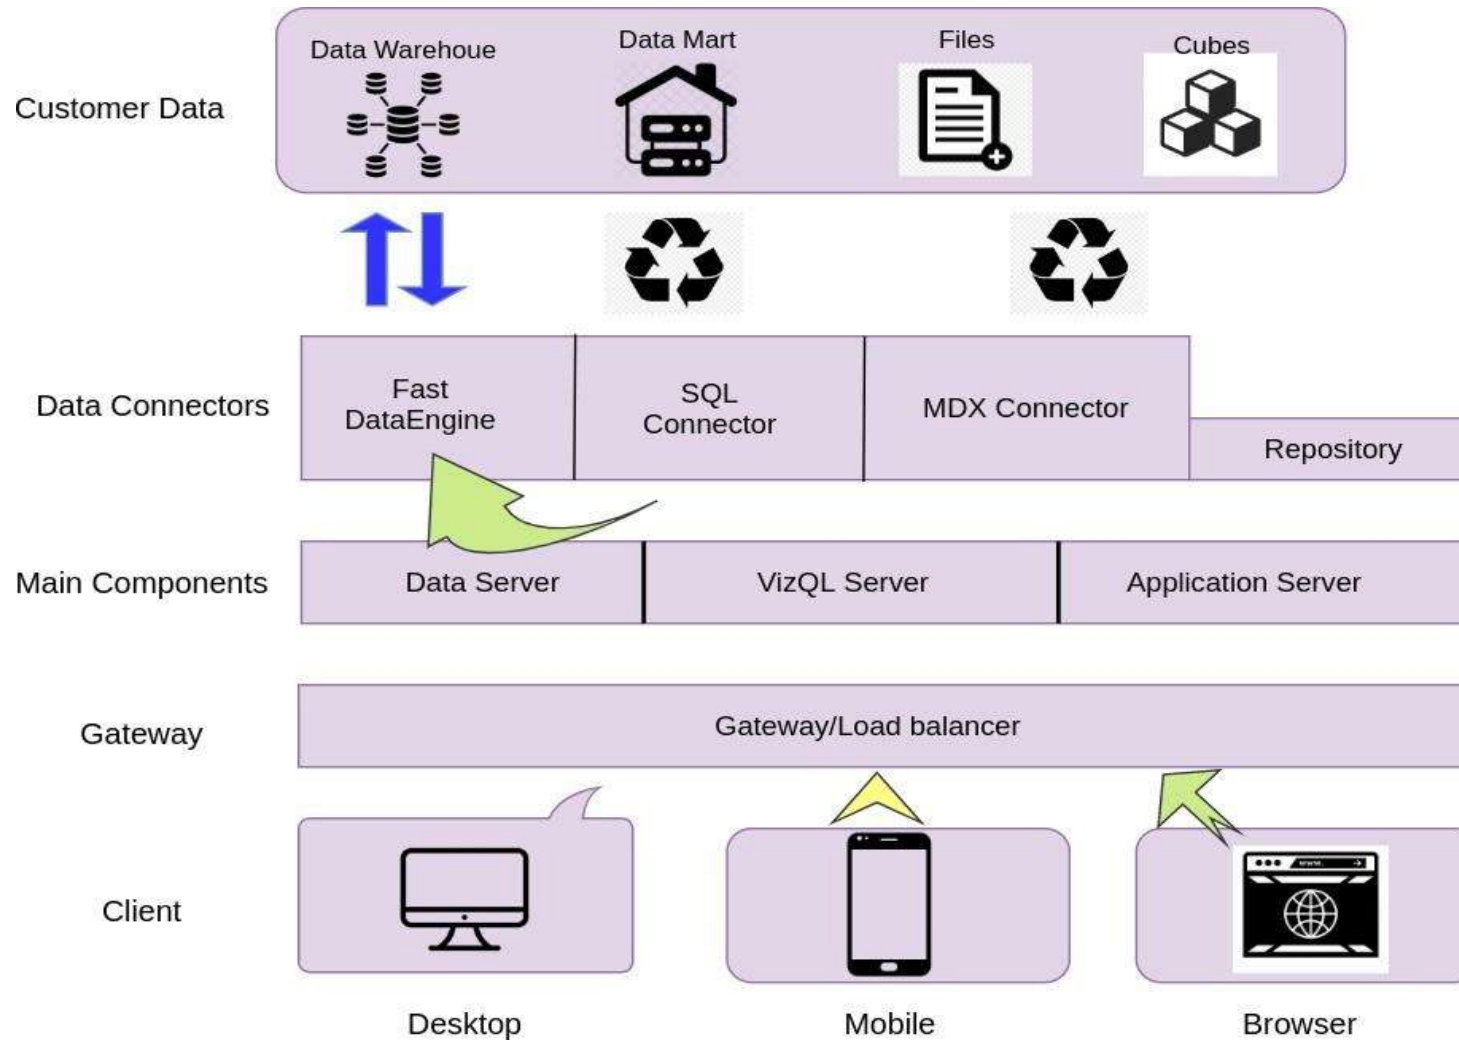 Data Warehoue
Data Mart
Files
Cubes
Customer Data
Data Connectors
Fast
DataEngine
SQL
Connector
MDX Connector
Repository
Main Components
Data Server
VizQL Server
Application Server
Gateway
Gateway/Load balancer
Client
www.
Desktop
Mobile
Browser